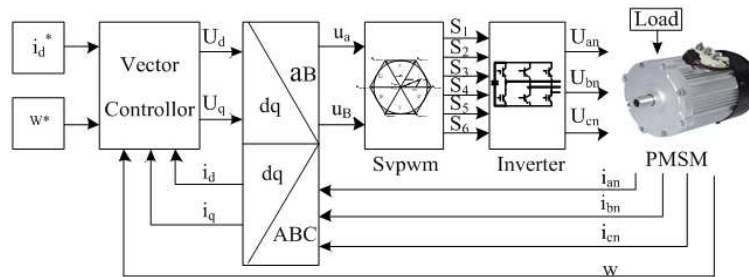 i_d*
w*
Vector
Controllor
U_d
U_q
i_d
i_q
aB
dq
dq
ABC
u_a
u_B
Svpwm
S_1
S_2
S_3
S_4
S_5
S_6
Inverter
U_an
U_bn
U_cn
Load
PMSM
i_an
i_bn
i_cn
w